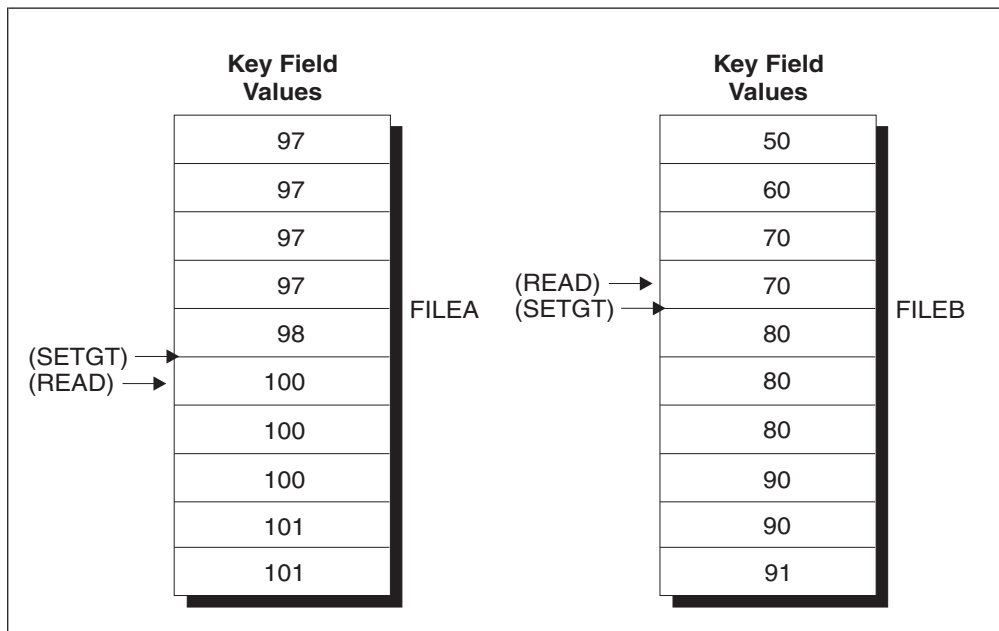 Key Field
Values
97
97
97
97
98
100
100
100
101
101
(SETGT)
(READ)
FILEA
Key Field
Values
50
60
70
70
80
80
80
90
90
91
(READ)
(SETGT)
FILEB